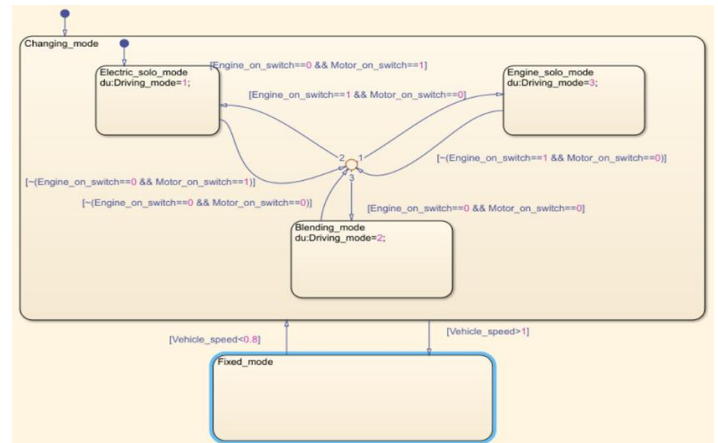 Changing_mode
Electric_solo_mode
du:Driving_mode=1;
[Engine_on_switch==0 && Motor_on_switch==1]
Engine_solo_mode
du:Driving_mode=3;
[Engine_on_switch==1 && Motor_on_switch==0]
2
1
3
[~(Engine_on_switch==1 && Motor_on_switch==0)]
[~(Engine_on_switch==0 && Motor_on_switch==1)]
[~(Engine_on_switch==0 && Motor_on_switch==0)]
[Engine_on_switch==0 && Motor_on_switch==0]
Blending_mode
du:Driving_mode=2;
[Vehicle_speed<0.8]
[Vehicle_speed>1]
Fixed_mode